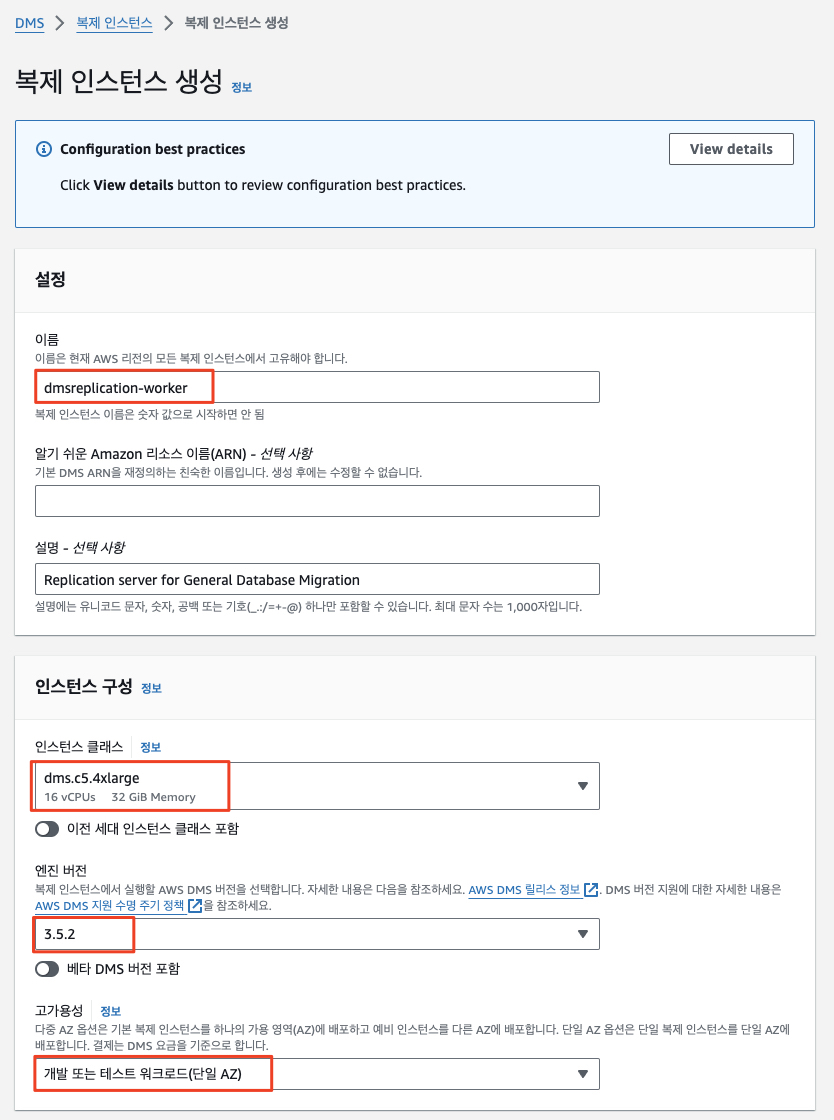 DMS > 복제 인스턴스 > 복제 인스턴스 생성
복제 인스턴스 생성 정보
Configuration best practices
View details
Click View details button to review configuration best practices.
설정
이름
이름은 현재 AWS 리전의 모든 복제 인스턴스에서 고유해야 합니다.
dmsreplication-worker
복제 인스턴스 이름은 숫자 값으로 시작하면 안 됨
알기 쉬운 Amazon 리소스 이름(ARN) - 선택 사항
기본 DMS ARN을 재정의하는 친숙한 이름입니다. 생성 후에는 수정할 수 없습니다.
설명 - 선택 사항
Replication server for General Database Migration
설명에는 유니코드 문자, 숫자, 공백 또는 기호(_.:/=+-@) 하나만 포함할 수 있습니다. 최대 문자 수는 1,000자입니다.
인스턴스 구성 정보
인스턴스 클래스 정보
dms.c5.4xlarge
16 vCPUs 32 GiB Memory
이전 세대 인스턴스 클래스 포함
엔진 버전
복제 인스턴스에서 실행할 AWS DMS 버전을 선택합니다. 자세한 내용은 다음을 참조하세요. AWS DMS 릴리스 정보. DMS 버전 지원에 대한 자세한 내용은
AWS DMS 지원 수명 주기 정책을 참조하세요.
3.5.2
베타 DMS 버전 포함
고가용성 정보
다중 AZ 옵션은 기본 복제 인스턴스를 하나의 가용 영역(AZ)에 배포하고 예비 인스턴스를 다른 AZ에 배포합니다. 단일 AZ 옵션은 단일 복제 인스턴스를 단일 AZ에
배포합니다. 결제는 DMS 요금을 기준으로 합니다.
개발 또는 테스트 워크로드(단일 AZ)